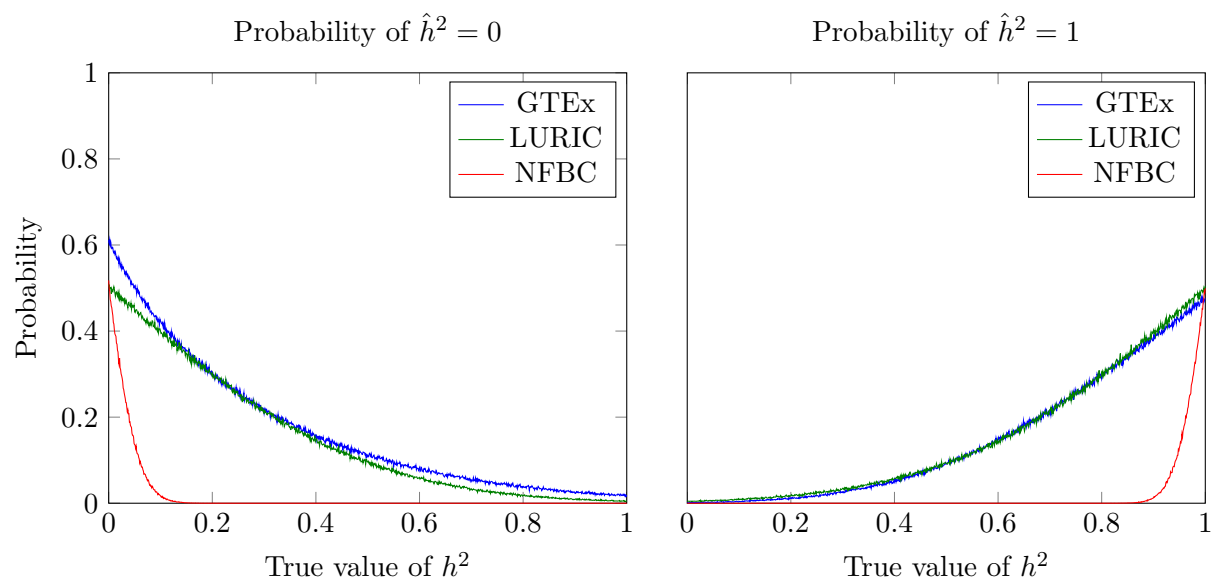 Probability of ĥ² = 0
1
0.8
0.6
0.4
0.2
0
Probability
0 0.2 0.4 0.6 0.8 1
True value of h²
GTEx
LURIC
NFBC
Probability of ĥ² = 1
GTEx
LURIC
NFBC
0 0.2 0.4 0.6 0.8 1
True value of h²